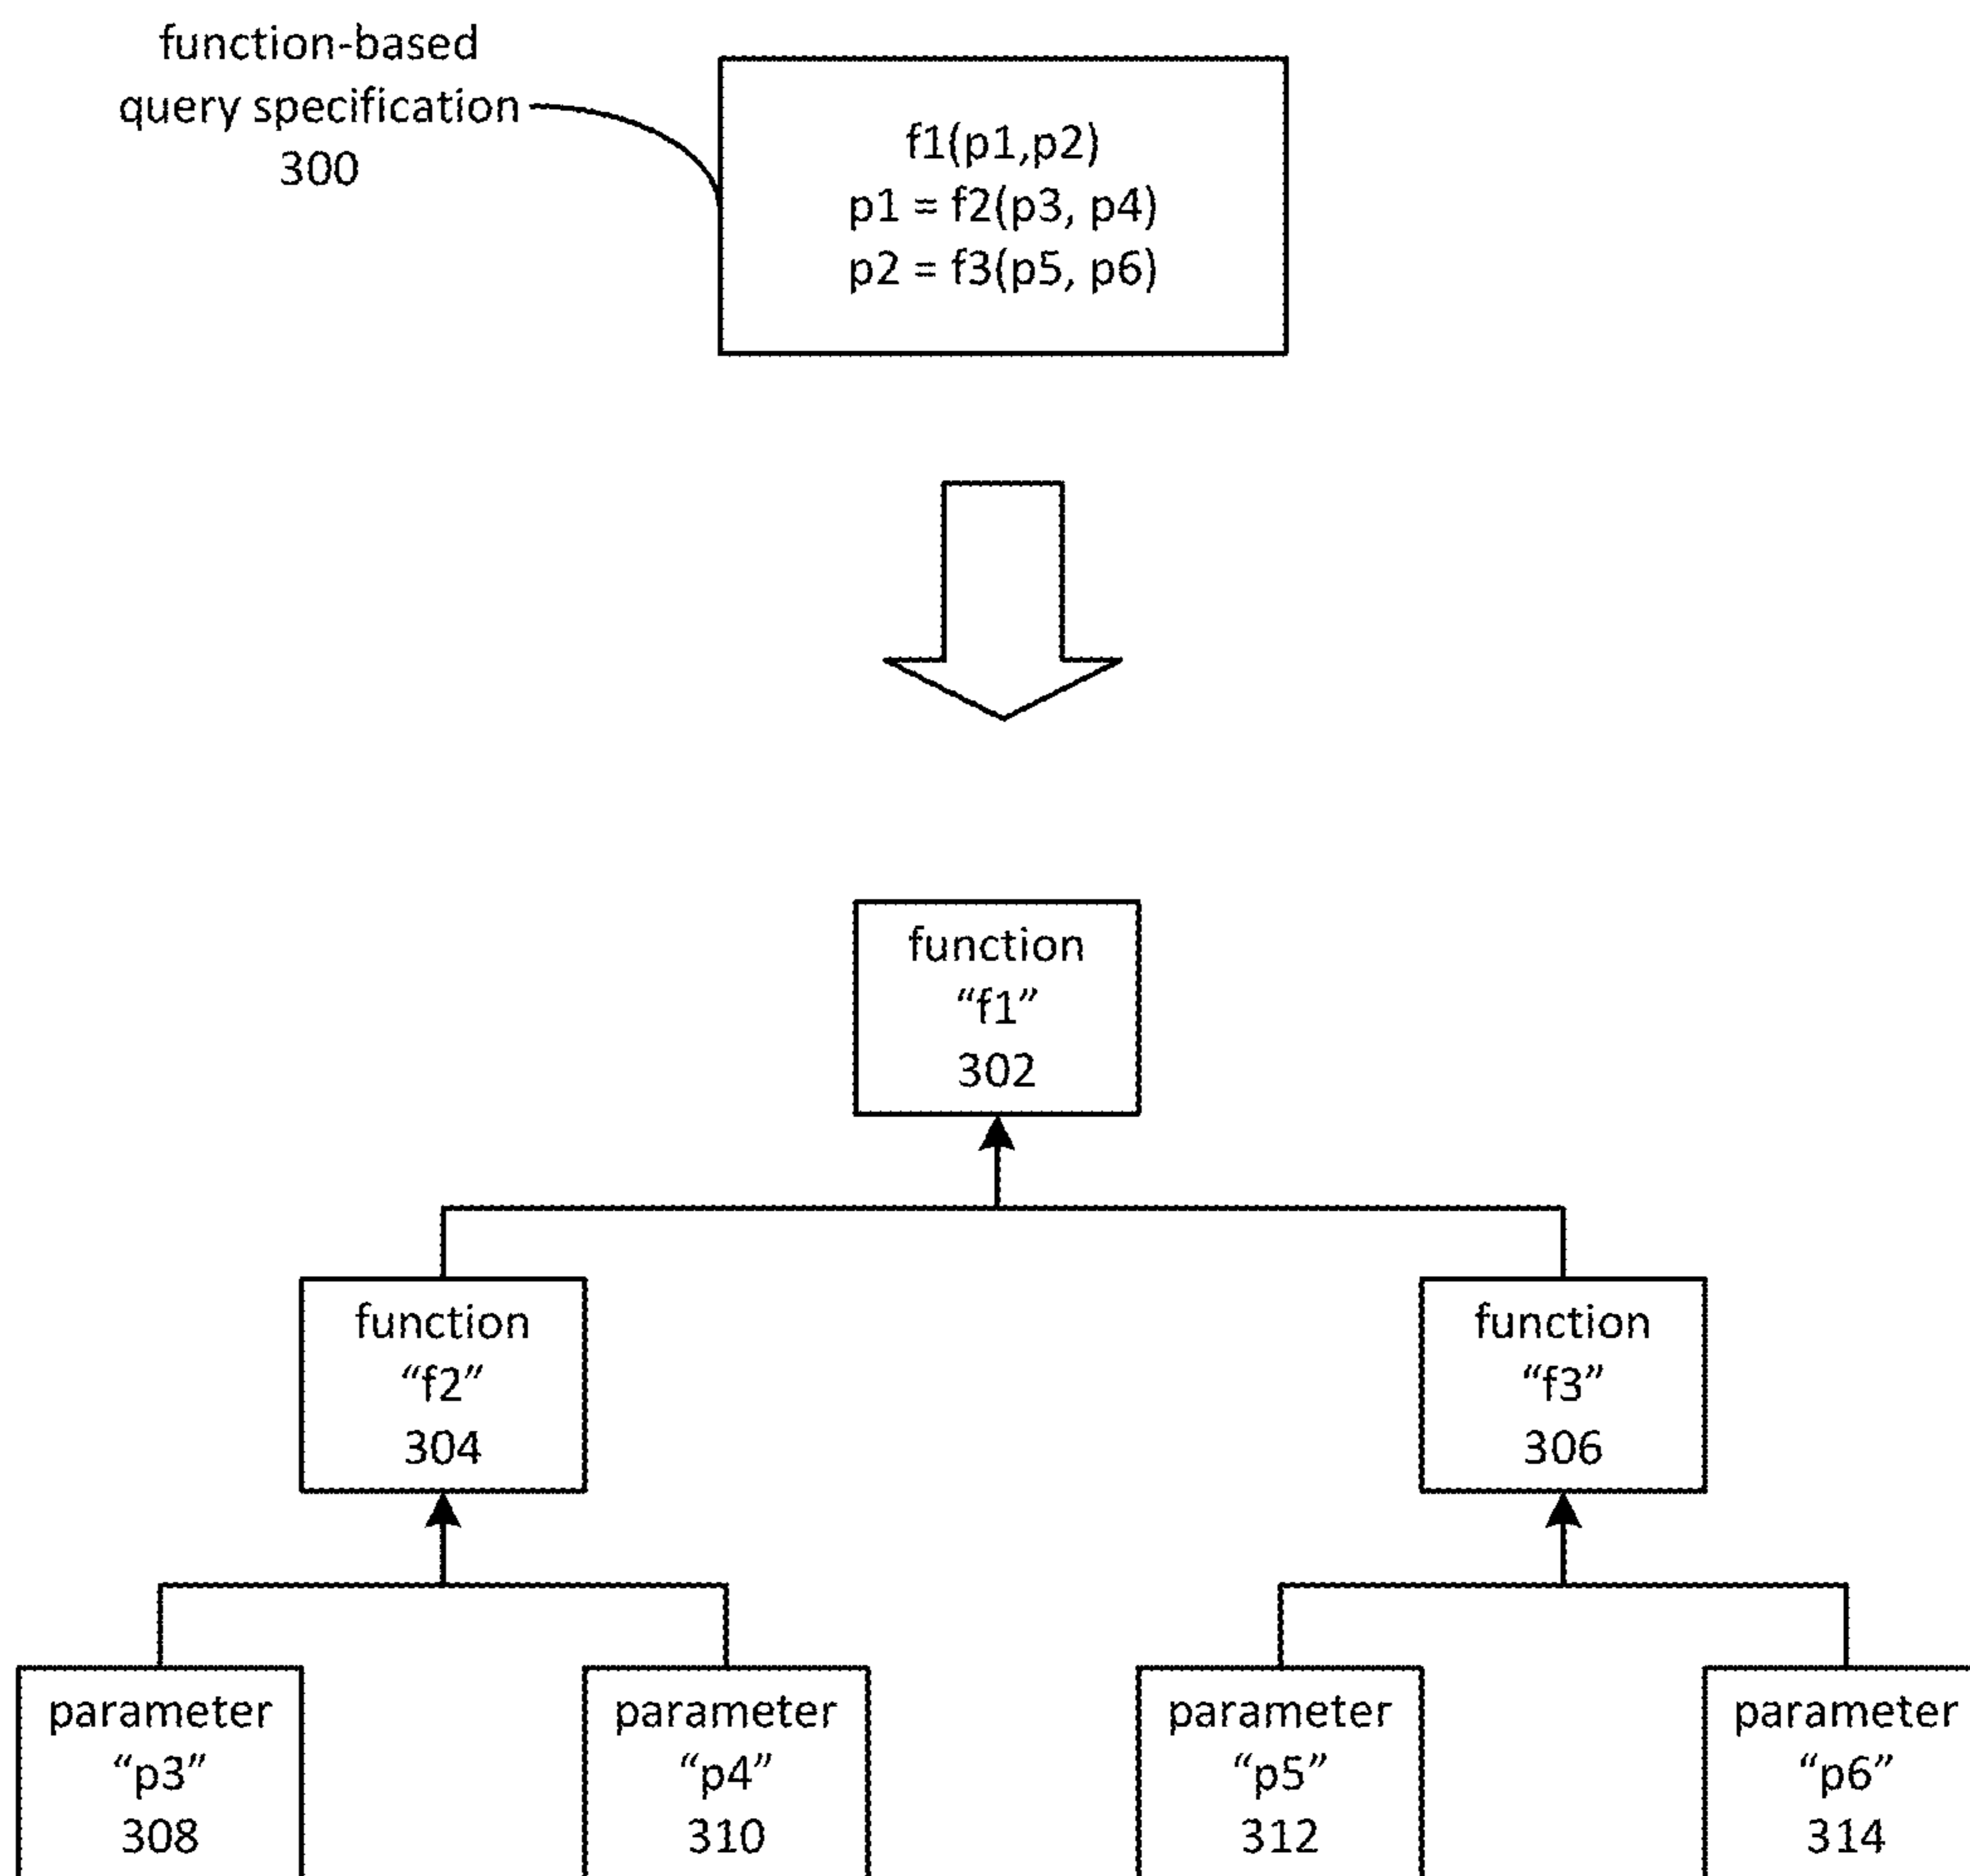 function-based
query specification
300
f1(p1,p2)
p1 = f2(p3, p4)
p2 = f3(p5, p6)
function
“f1”
302
function
“f2”
304
function
“f3”
306
parameter
“p3”
308
parameter
“p4”
310
parameter
“p5”
312
parameter
“p6”
314